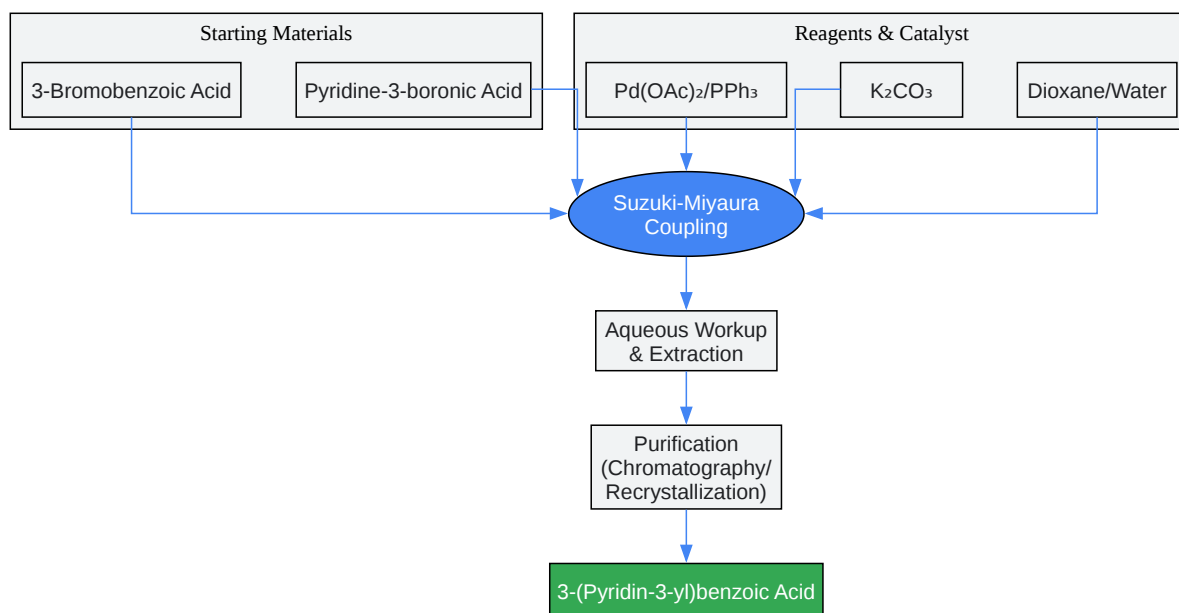 Starting Materials
Reagents & Catalyst
3-Bromobenzoic Acid
Pyridine-3-boronic Acid
Pd(OAc)₂/PPh₃
K₂CO₃
Dioxane/Water
Suzuki-Miyaura
Coupling
Aqueous Workup
& Extraction
Purification
(Chromatography/
Recrystallization)
3-(Pyridin-3-yl)benzoic Acid